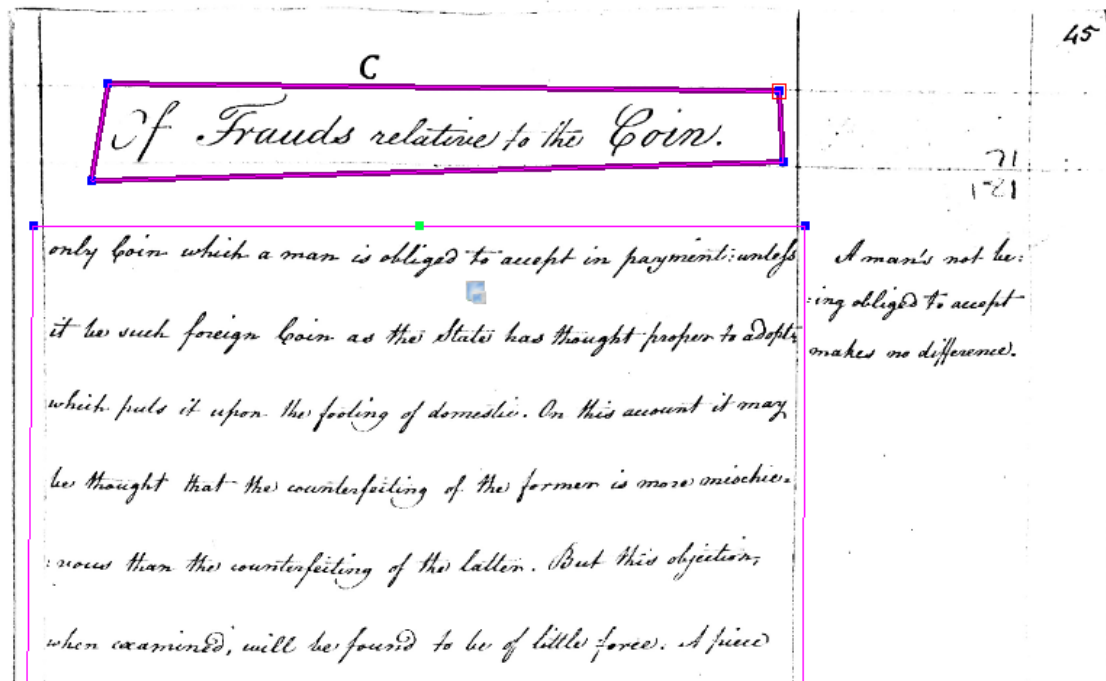 45
C
Of Frauds relative to the Coin.
71
only Coin which a man is obliged to accept in payment: unless
it be such foreign Coin as the State has thought proper to adopt:
which puts it upon the footing of domestic. On this account it may
be thought that the counterfeiting of the former is more mischie=
:vous than the counterfeiting of the latter. But this objection,
when examined, will be found to be of little force. A piece
A man's not be:
:ing obliged to accept
makes no difference.